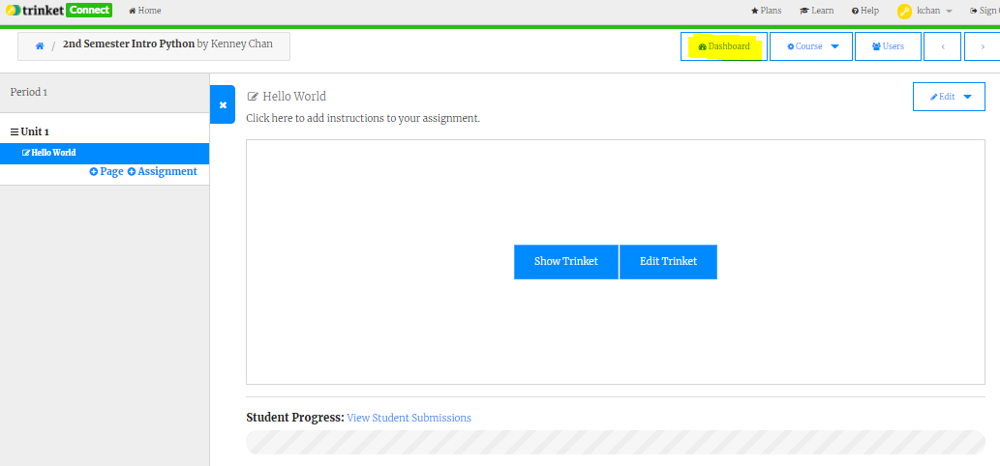 trinket Connect Home Plans Learn Help kchan Sign
/ 2nd Semester Intro Python by Kenney Chan Dashboard Course Users ‹ ›
Period 1
Hello World Edit
Click here to add instructions to your assignment.
Unit 1
Hello World
Page Assignment
Show Trinket Edit Trinket
Student Progress: View Student Submissions